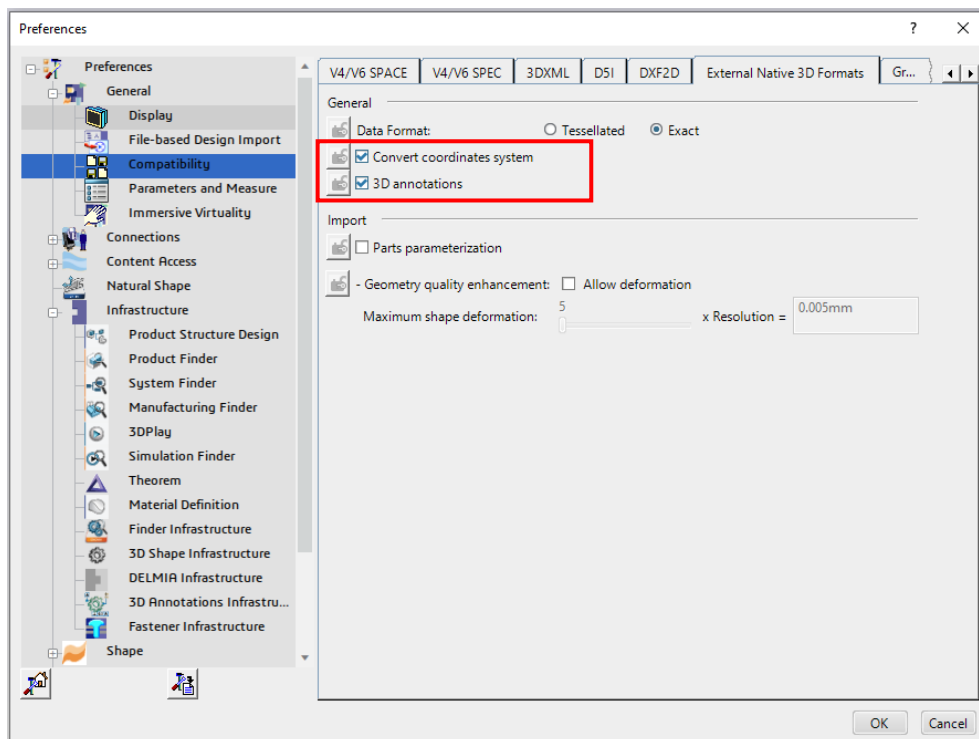 Preferences
?
Preferences
General
Display
File-based Design Import
Compatibility
Parameters and Measure
Immersive Virtuality
Connections
Content Access
Natural Shape
Infrastructure
Product Structure Design
Product Finder
System Finder
Manufacturing Finder
3DPlay
Simulation Finder
Theorem
Material Definition
Finder Infrastructure
3D Shape Infrastructure
DELMIA Infrastructure
3D Annotations Infrastru...
Fastener Infrastructure
Shape
V4/V6 SPACE V4/V6 SPEC 3DXML D5I DXF2D External Native 3D Formats Gr...
General
Data Format: Tessellated Exact
Convert coordinates system
3D annotations
Import
Parts parameterization
- Geometry quality enhancement: Allow deformation
Maximum shape deformation: 5 x Resolution = 0.005mm
OK Cancel